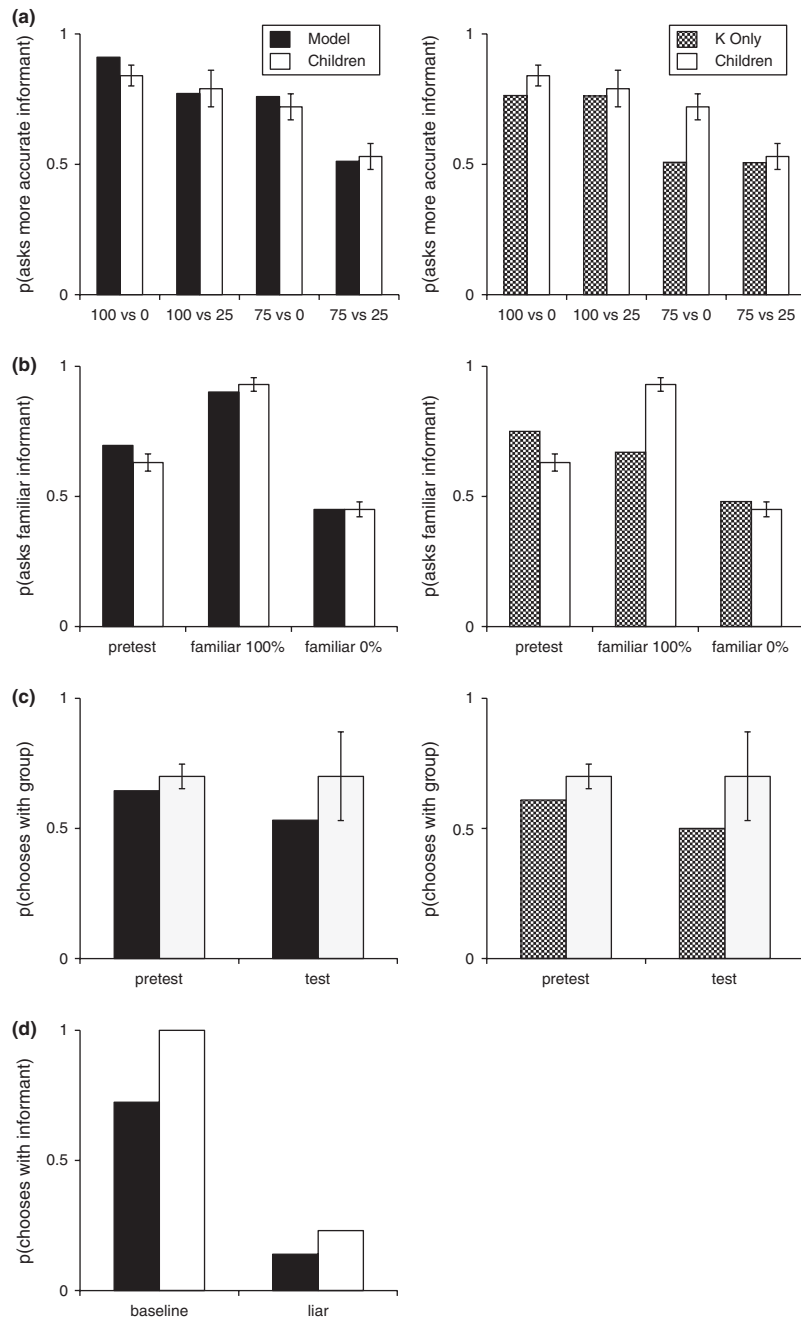 (a)
p(asks more accurate informant)
1
0.5
0
Model
Children
100 vs 0 100 vs 25 75 vs 0 75 vs 25
p(asks more accurate informant)
1
0.5
0
K Only
Children
100 vs 0 100 vs 25 75 vs 0 75 vs 25
(b)
p(asks familiar informant)
1
0.5
0
pretest familiar 100% familiar 0%
p(asks familiar informant)
1
0.5
0
pretest familiar 100% familiar 0%
(c)
p(chooses with group)
1
0.5
0
pretest test
p(chooses with group)
1
0.5
0
pretest test
(d)
p(chooses with informant)
1
0.5
0
baseline liar